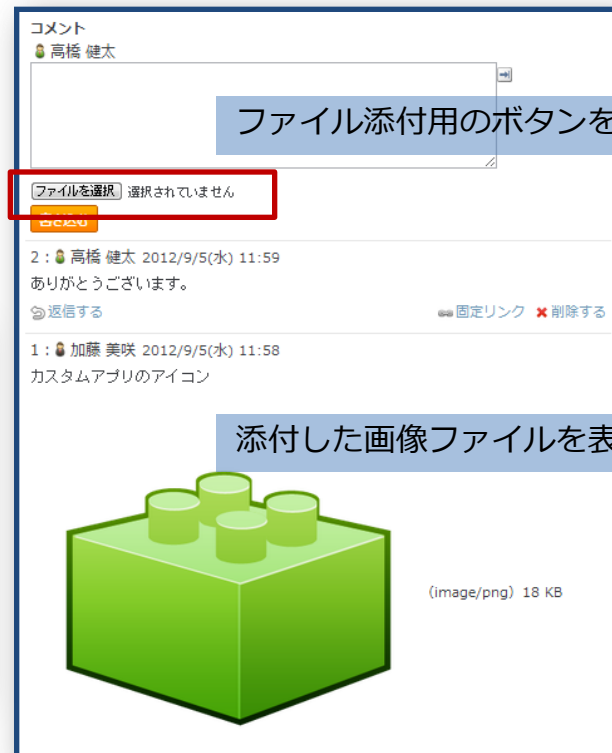 コメント
高橋 健太
ファイル添付用のボタンを
ファイルを選択 選択されていません
書き込む
2：高橋 健太 2012/9/5(水) 11:59
ありがとうございます。
返信する 固定リンク 削除する
1：加藤 美咲 2012/9/5(水) 11:58
カスタムアプリのアイコン
添付した画像ファイルを表
(image/png) 18 KB